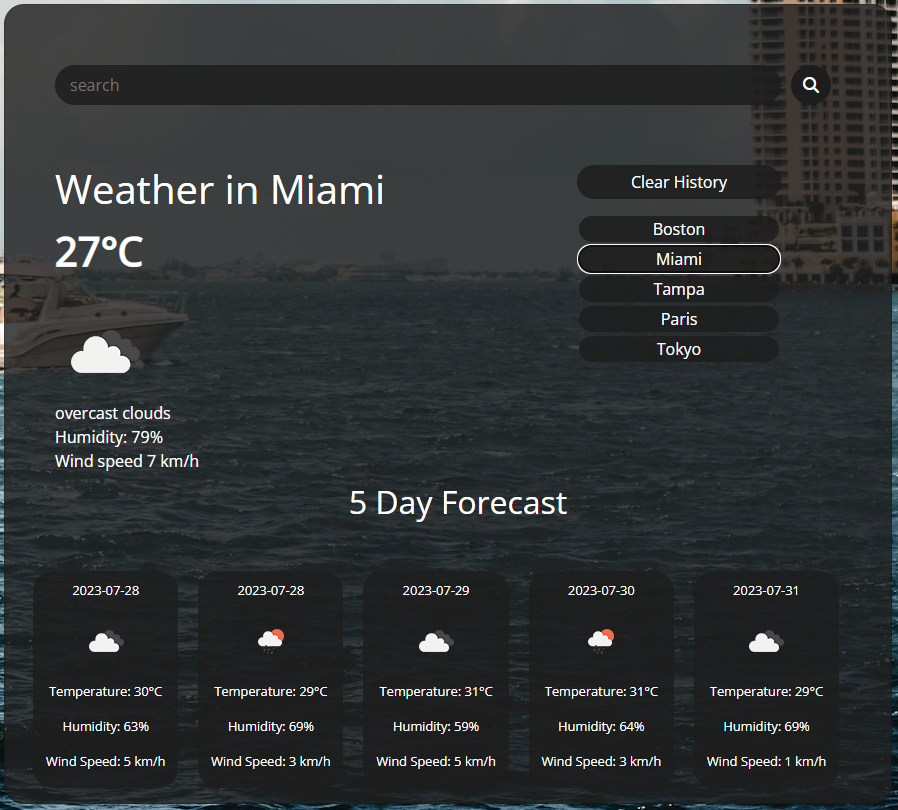 search
Weather in Miami
27°C
overcast clouds
Humidity: 79%
Wind speed 7 km/h
Clear History
Boston
Miami
Tampa
Paris
Tokyo
5 Day Forecast
2023-07-28
Temperature: 30°C
Humidity: 63%
Wind Speed: 5 km/h
2023-07-28
Temperature: 29°C
Humidity: 69%
Wind Speed: 3 km/h
2023-07-29
Temperature: 31°C
Humidity: 59%
Wind Speed: 5 km/h
2023-07-30
Temperature: 31°C
Humidity: 64%
Wind Speed: 3 km/h
2023-07-31
Temperature: 29°C
Humidity: 69%
Wind Speed: 1 km/h